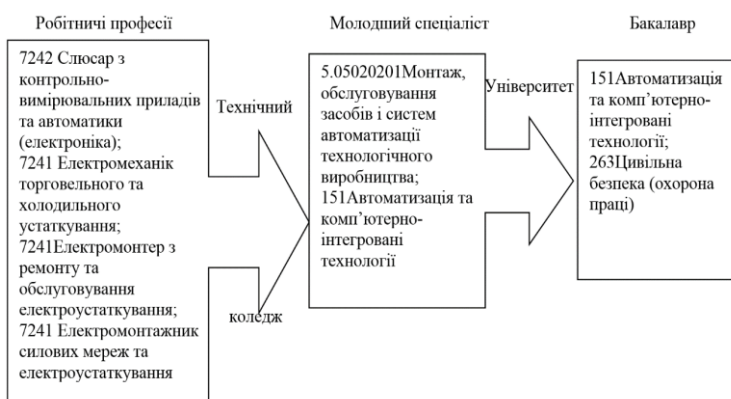 Робітничі професії
7242 Слюсар з
контрольно-
вимірювальних приладів
та автоматики
(електроніка);
7241 Електромеханік
торговельного та
холодильного
устаткування;
7241Електромонтер з
ремонту та
обслуговування
електроустаткування;
7241 Електромонтажник
силових мереж та
електроустаткування
Технічний
коледж
Молодший спеціаліст
5.05020201Монтаж,
обслуговування
засобів і систем
автоматизації
технологічного
виробництва;
151Автоматизація та
комп’ютерно-
інтегровані
технології
Університет
Бакалавр
151Автоматизація
та комп’ютерно-
інтегровані
технології;
263Цивільна
безпека (охорона
праці)